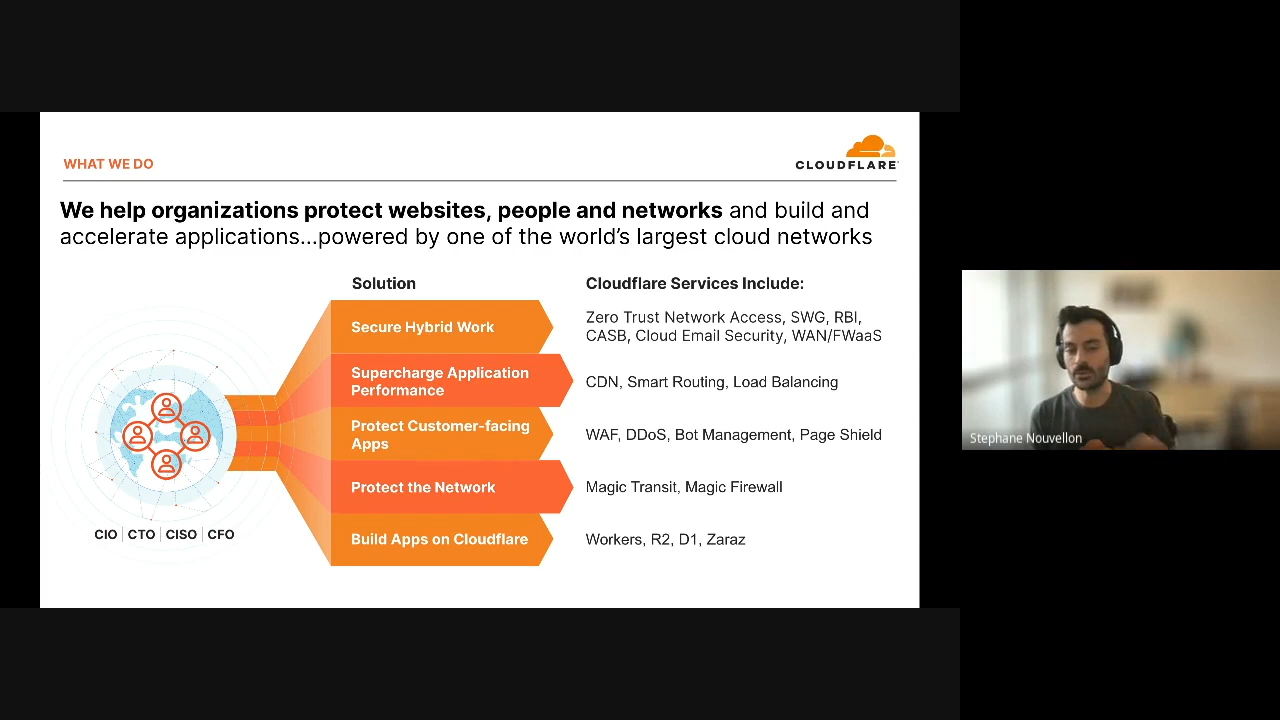 WHAT WE DO
CLOUDFLARE
We help organizations protect websites, people and networks and build and
accelerate applications...powered by one of the world's largest cloud networks
Solution
Cloudflare Services Include:
Secure Hybrid Work
Zero Trust Network Access, SWG, RBI,
CASB, Cloud Email Security, WAN/FWaaS
Supercharge Application
Performance
CDN, Smart Routing, Load Balancing
Protect Customer-facing
Apps
WAF, DDoS, Bot Management, Page Shield
Protect the Network
Magic Transit, Magic Firewall
Build Apps on Cloudflare
Workers, R2, D1, Zaraz
CIO | CTO | CISO | CFO
Stephane Nouvellon